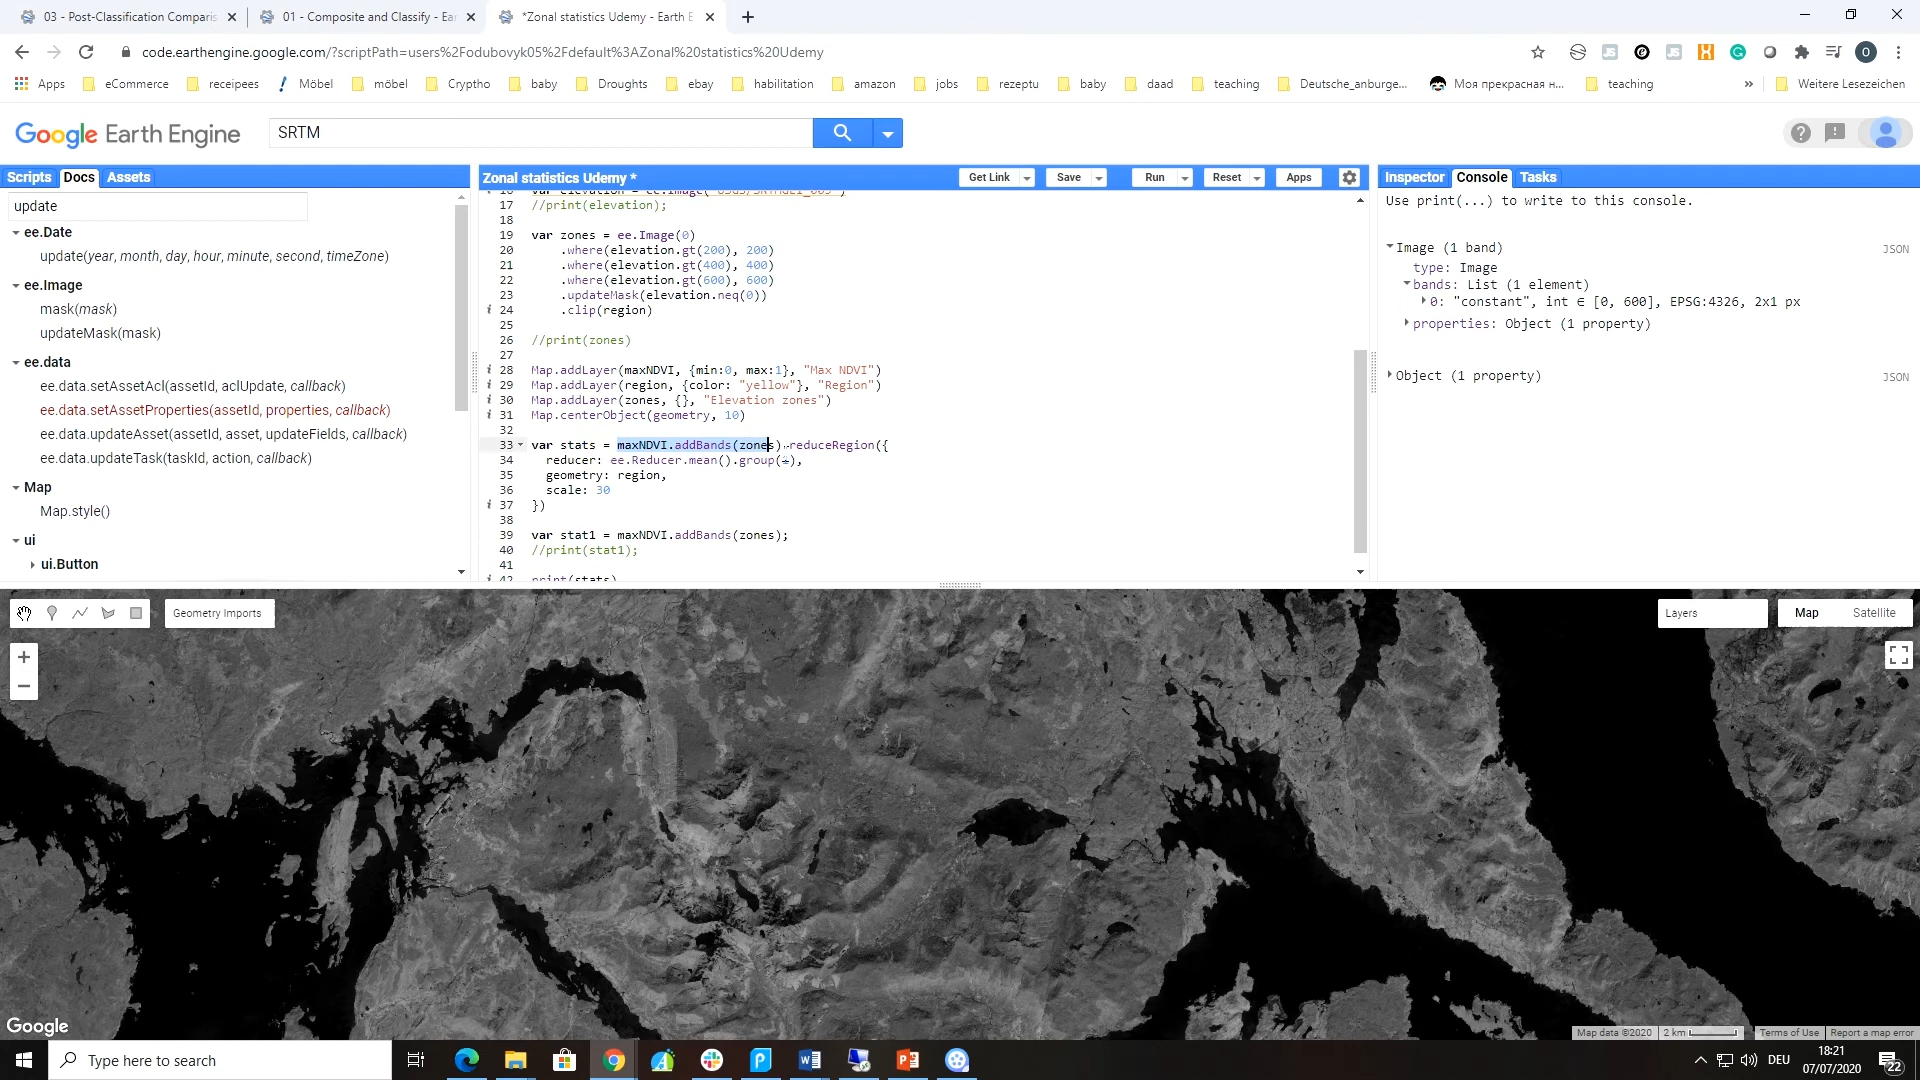 03 - Post-Classification Comparis
01 - Composite and Classify - Ear
*Zonal statistics Udemy - Earth E
code.earthengine.google.com/?scriptPath=users%2Fodubovyk05%2Fdefault%3AZonal%20statistics%20Udemy
O
Apps
eCommerce
receipees
Möbel
möbel
Cryptho
baby
Droughts
ebay
habilitation
amazon
jobs
rezeptu
baby
daad
teaching
Deutsche_anburge...
Моя прекрасная н...
teaching
»
Weitere Lesezeichen
Google Earth Engine
SRTM
Scripts
Docs
Assets
update
ee.Date
update(year, month, day, hour, minute, second, timeZone)
ee.Image
mask(mask)
updateMask(mask)
ee.data
ee.data.setAssetAcl(assetId, aclUpdate, callback)
ee.data.setAssetProperties(assetId, properties, callback)
ee.data.updateAsset(assetId, asset, updateFields, callback)
ee.data.updateTask(taskId, action, callback)
Map
Map.style()
ui
ui.Button
Zonal statistics Udemy *
Get Link
Save
Run
Reset
Apps
17 //print(elevation);
18
19 var zones = ee.Image(0)
20 .where(elevation.gt(200), 200)
21 .where(elevation.gt(400), 400)
22 .where(elevation.gt(600), 600)
23 .updateMask(elevation.neq(0))
i 24 .clip(region)
25
26 //print(zones)
27
i 28 Map.addLayer(maxNDVI, {min:0, max:1}, "Max NDVI")
i 29 Map.addLayer(region, {color: "yellow"}, "Region")
i 30 Map.addLayer(zones, {}, "Elevation zones")
i 31 Map.centerObject(geometry, 10)
32
33 var stats = maxNDVI.addBands(zones).reduceRegion({
34 reducer: ee.Reducer.mean().group(1),
35 geometry: region,
36 scale: 30
i 37 })
38
39 var stat1 = maxNDVI.addBands(zones);
40 //print(stat1);
41
i 42 print(stats)
Inspector
Console
Tasks
Use print(...) to write to this console.
Image (1 band)
JSON
type: Image
bands: List (1 element)
0: "constant", int ∈ [0, 600], EPSG:4326, 2x1 px
properties: Object (1 property)
Object (1 property)
JSON
Geometry Imports
Layers
Map
Satellite
+
−
Google
Map data ©2020
2 km
Terms of Use
Report a map error
Type here to search
DEU
18:21
07/07/2020
22